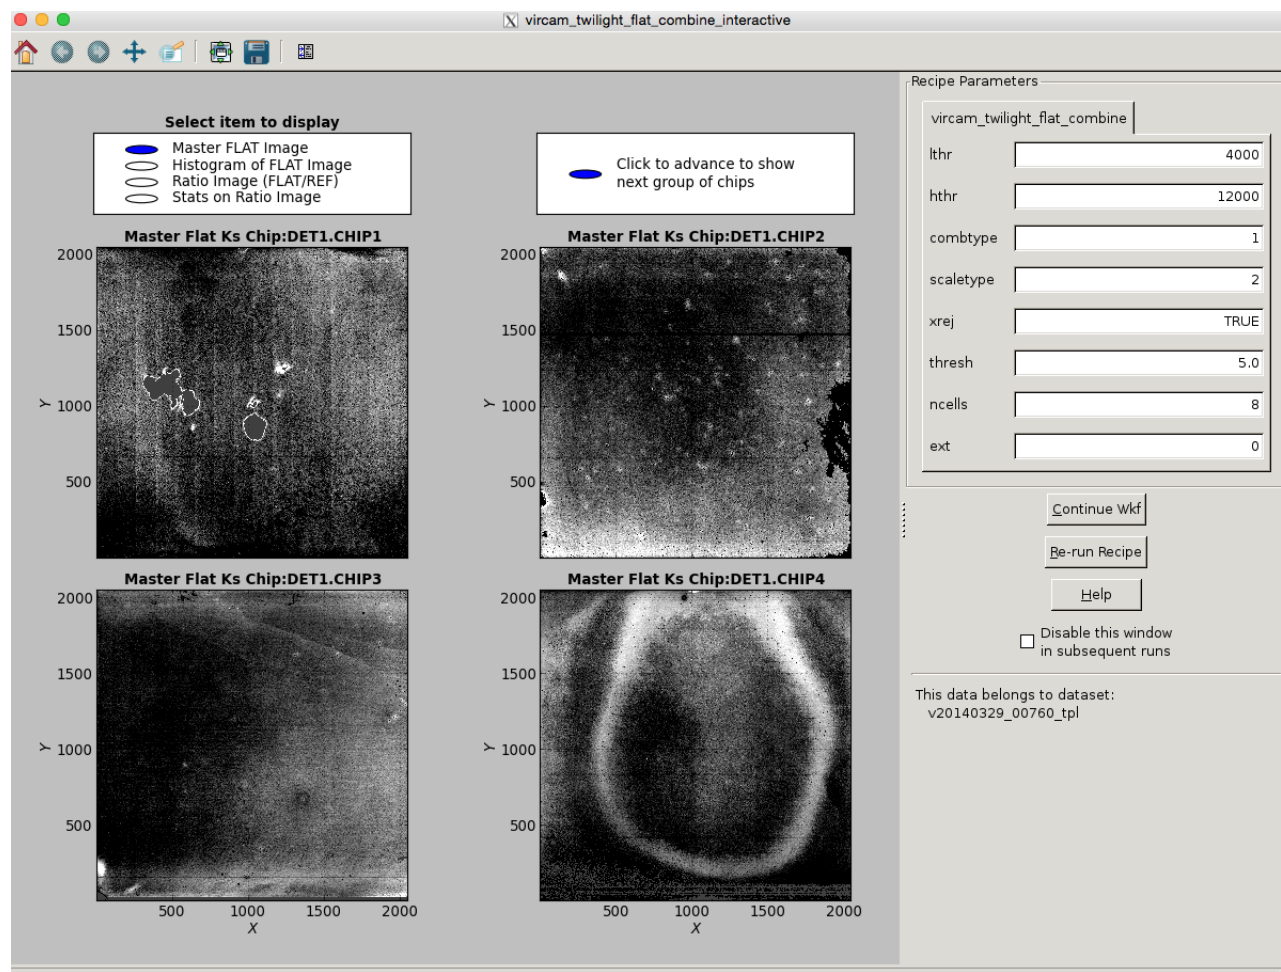 vircam_twilight_flat_combine_interactive
Select item to display
Master FLAT Image
Histogram of FLAT Image
Ratio Image (FLAT/REF)
Stats on Ratio Image
Click to advance to show
next group of chips
Master Flat Ks Chip:DET1.CHIP1
2000
1500
1000
500
Y
Master Flat Ks Chip:DET1.CHIP2
2000
1500
1000
500
Y
Master Flat Ks Chip:DET1.CHIP3
2000
1500
1000
500
Y
500 1000 1500 2000
X
Master Flat Ks Chip:DET1.CHIP4
2000
1500
1000
500
Y
500 1000 1500 2000
X
Recipe Parameters
vircam_twilight_flat_combine
lthr 4000
hthr 12000
combtype 1
scaletype 2
xrej TRUE
thresh 5.0
ncells 8
ext 0
Continue Wkf
Re-run Recipe
Help
Disable this window
in subsequent runs
This data belongs to dataset:
v20140329_00760_tpl